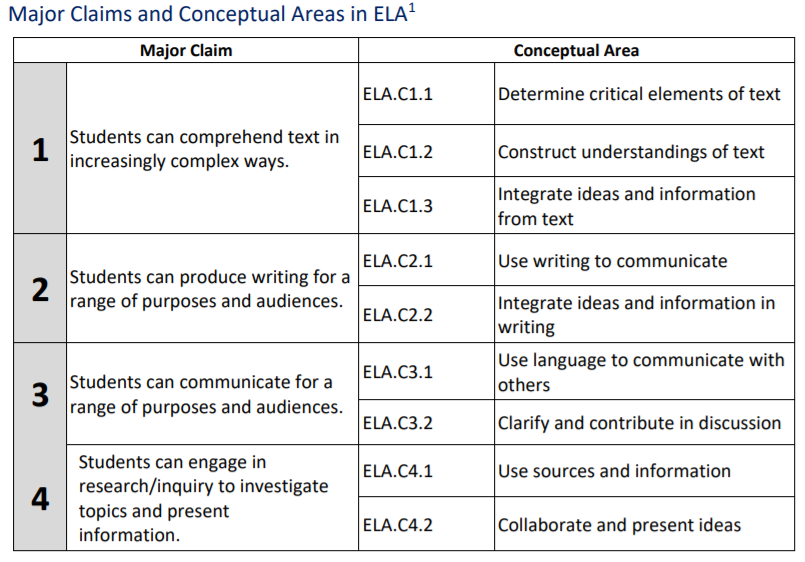 Major Claims and Conceptual Areas in ELA1
Major Claim
Conceptual Area
1
Students can comprehend text in
increasingly complex ways.
ELA.C1.1
Determine critical elements of text
ELA.C1.2
Construct understandings of text
ELA.C1.3
Integrate ideas and information
from text
2
Students can produce writing for a
range of purposes and audiences.
ELA.C2.1
Use writing to communicate
ELA.C2.2
Integrate ideas and information in
writing
3
Students can communicate for a
range of purposes and audiences.
ELA.C3.1
Use language to communicate with
others
ELA.C3.2
Clarify and contribute in discussion
4
Students can engage in
research/inquiry to investigate
topics and present
information.
ELA.C4.1
Use sources and information
ELA.C4.2
Collaborate and present ideas